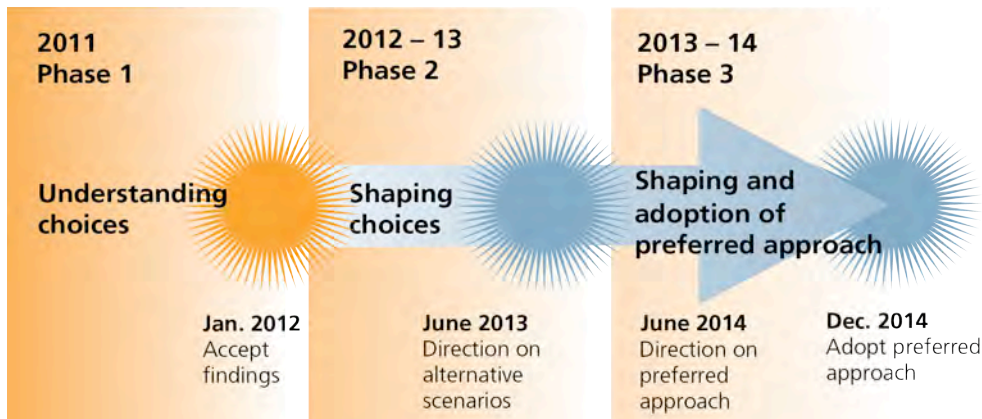 2011
Phase 1
Understanding
choices
Jan. 2012
Accept
findings
2012 – 13
Phase 2
Shaping
choices
June 2013
Direction on
alternative
scenarios
2013 – 14
Phase 3
Shaping and
adoption of
preferred approach
June 2014
Direction on
preferred
approach
Dec. 2014
Adopt preferred
approach